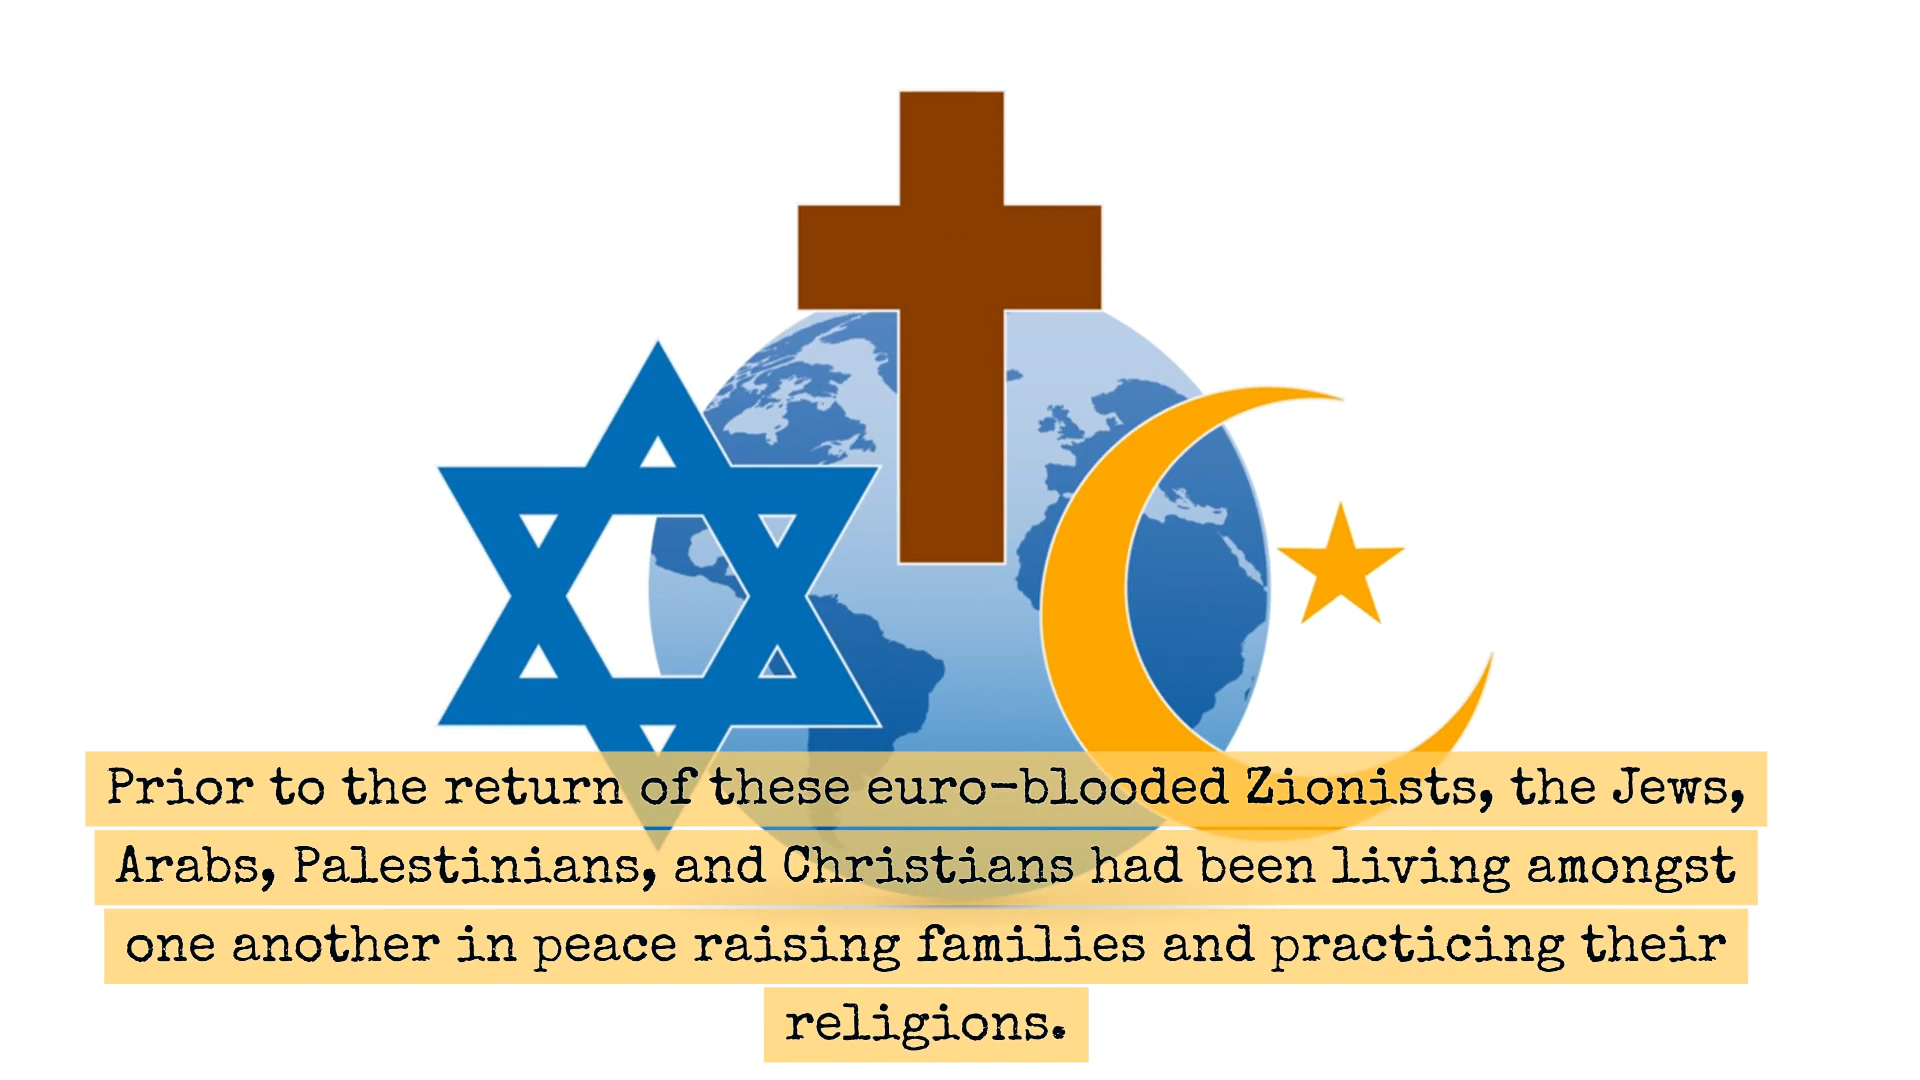 Prior to the return of these euro-blooded Zionists, the Jews,
Arabs, Palestinians, and Christians had been living amongst
one another in peace raising families and practicing their
religions.